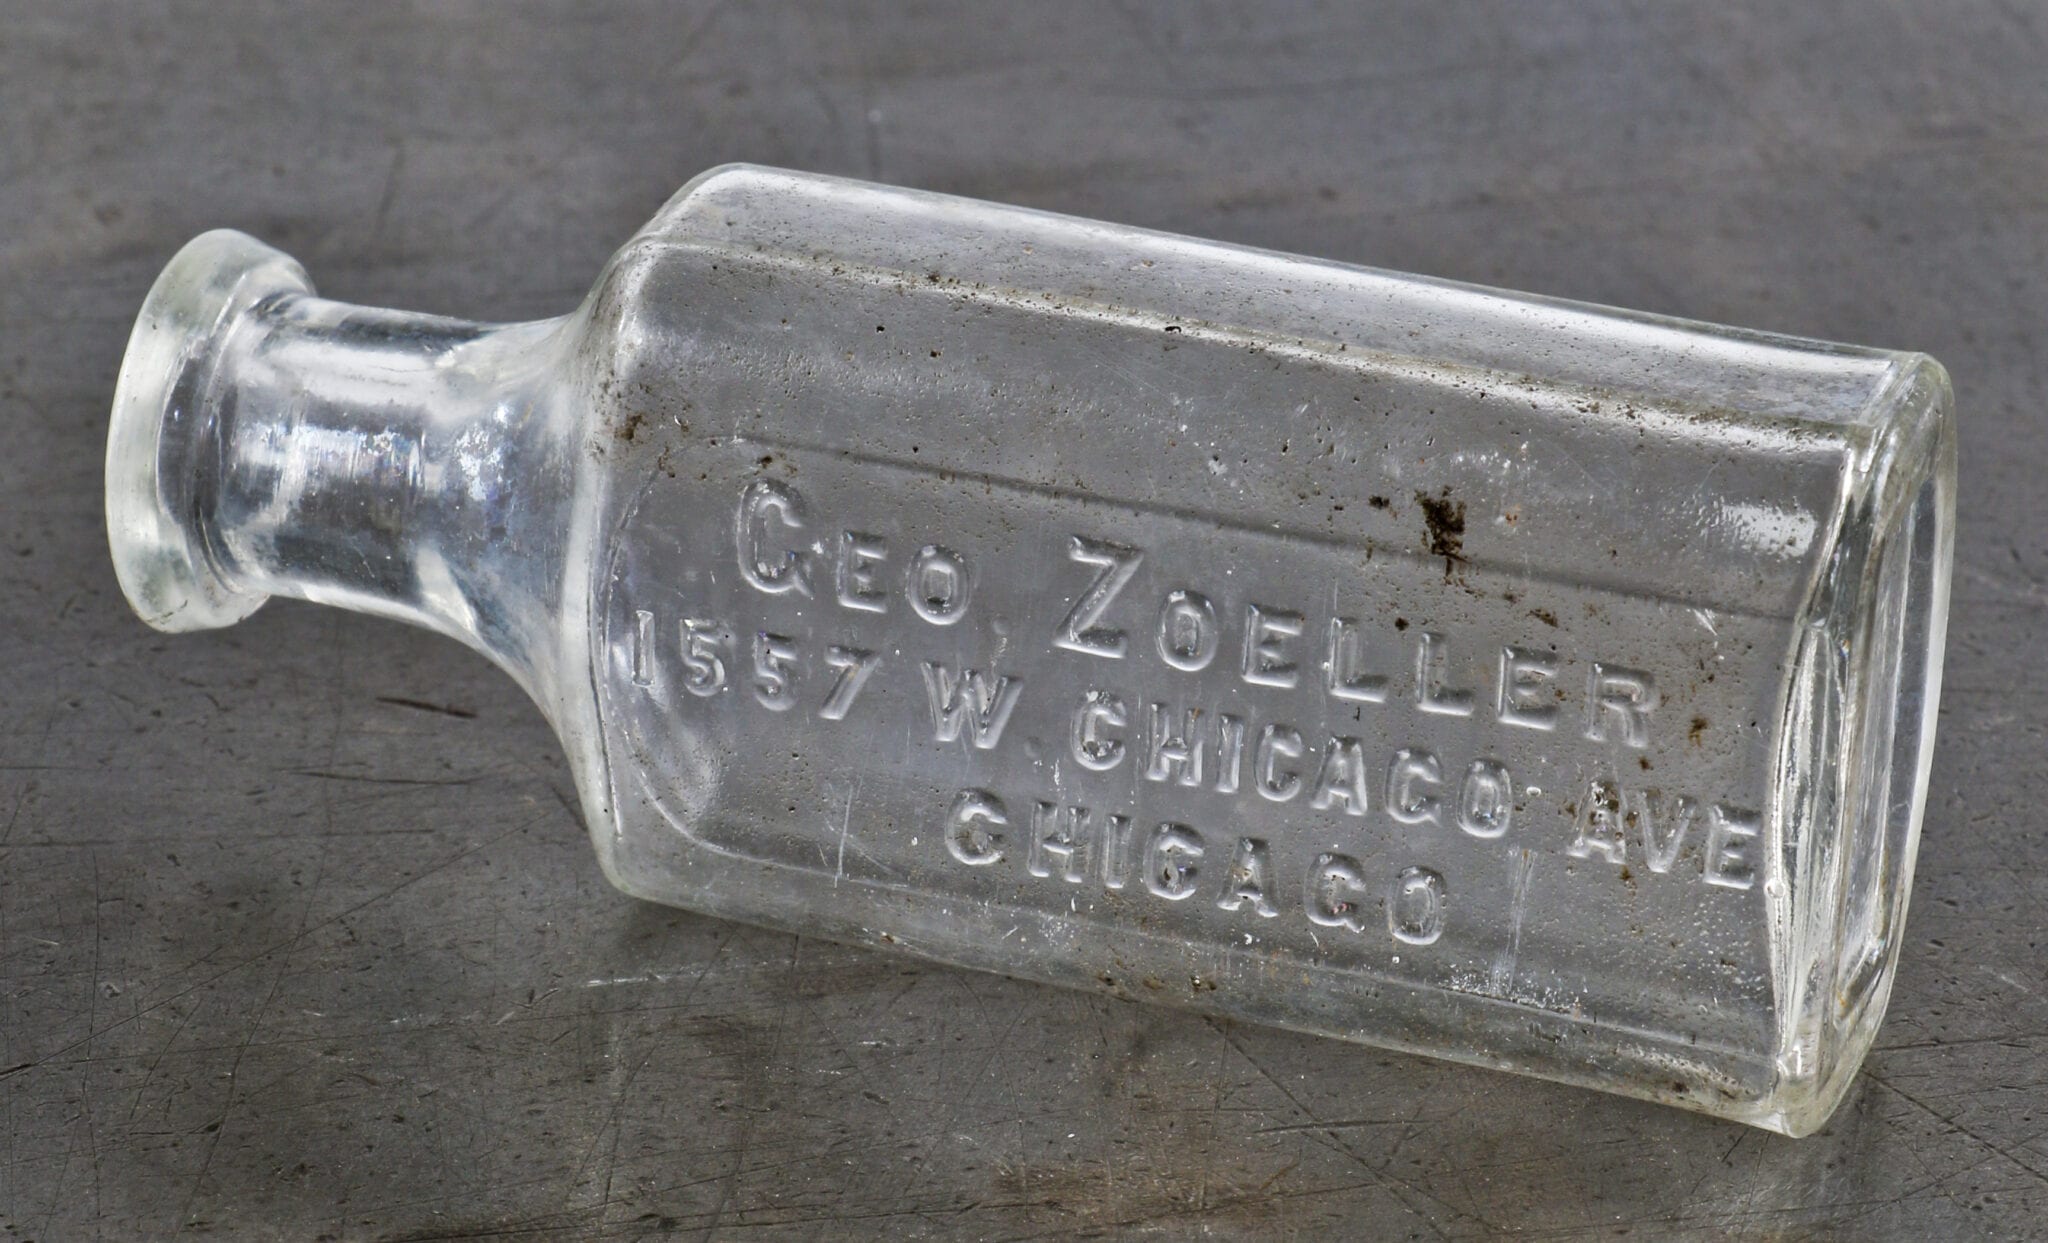 GEO. ZOELLER
1557 W. CHICAGO AVE
CHICAGO